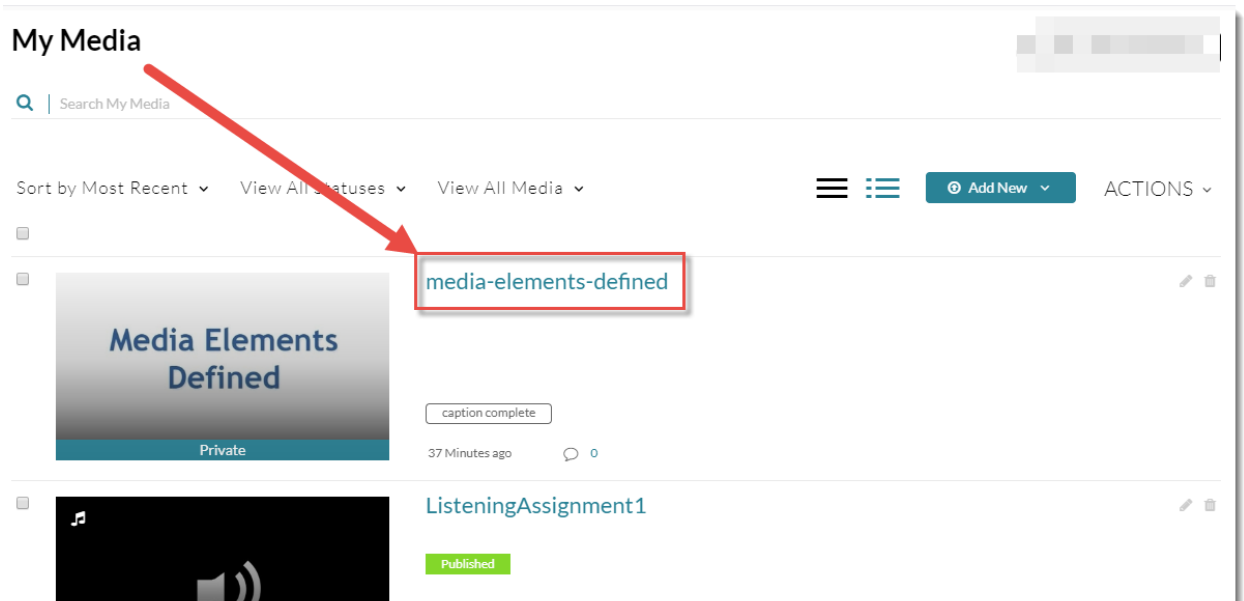 My Media
Search My Media
Sort by Most Recent View All Statuses View All Media Add New ACTIONS
media-elements-defined
Media Elements
Defined
Private
caption complete
37 Minutes ago 0
ListeningAssignment1
Published